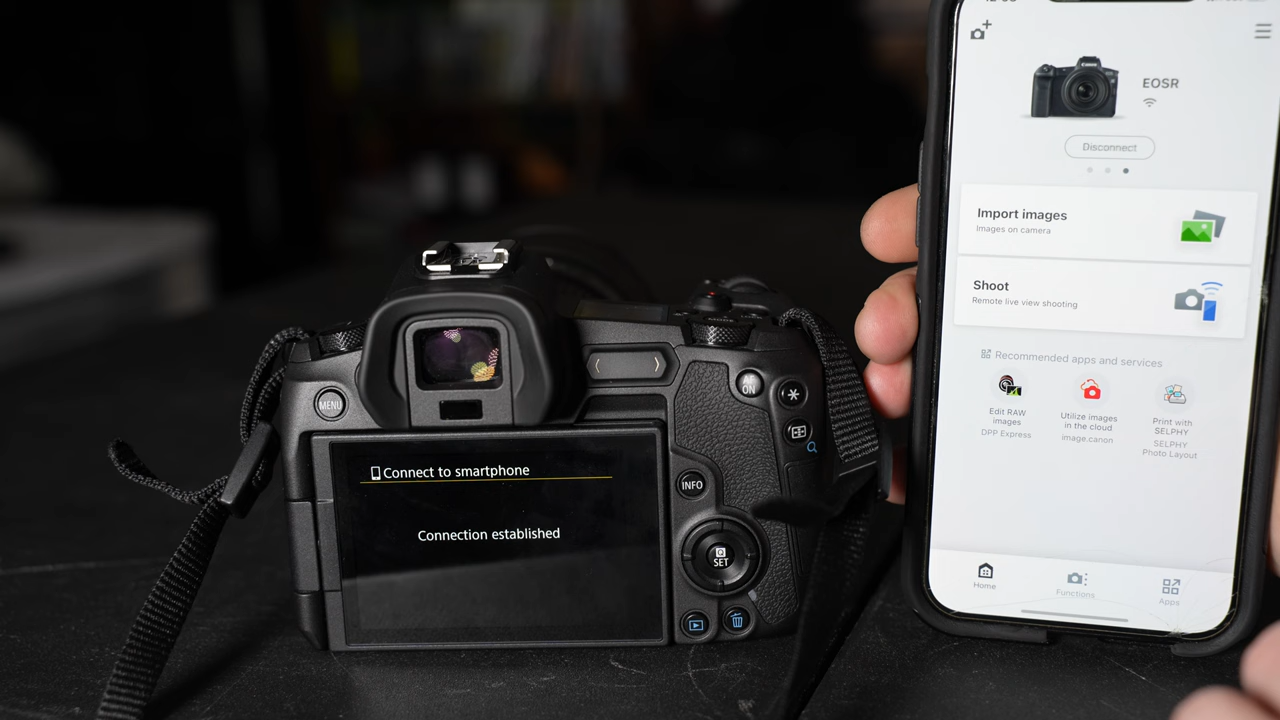 MENU
Connect to smartphone
Connection established
AF
ON
INFO
Q
SET
Canon
EOSR
Disconnect
Import images
Images on camera
Shoot
Remote live view shooting
Recommended apps and services
Edit RAW
images
DPP Express
Utilize images
in the cloud
image.canon
Print with
SELPHY
SELPHY
Photo Layout
Home
Functions
Apps